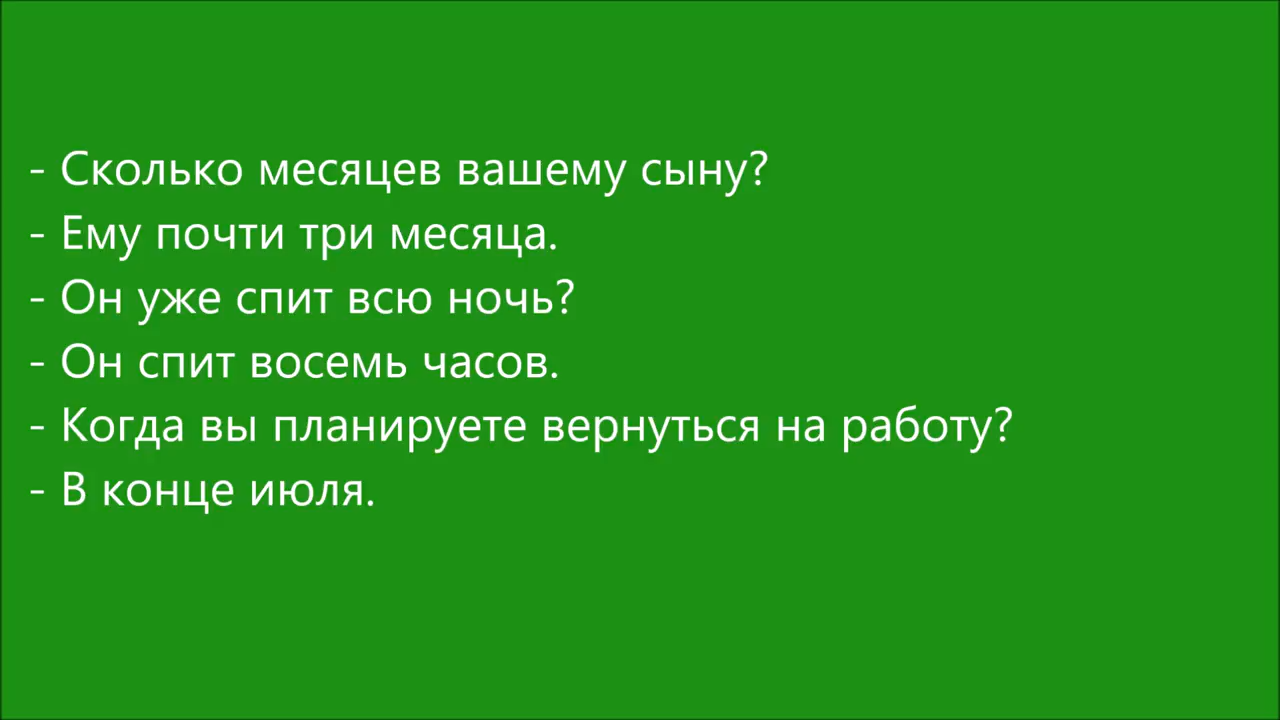 - Сколько месяцев вашему сыну?
- Ему почти три месяца.
- Он уже спит всю ночь?
- Он спит восемь часов.
- Когда вы планируете вернуться на работу?
- В конце июля.